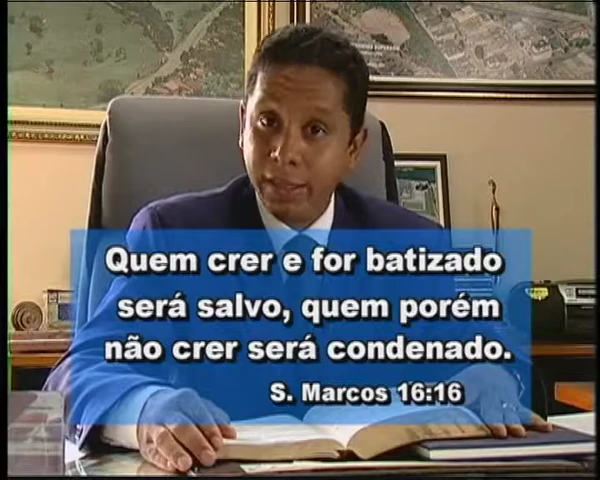 Quem crer e for batizado
será salvo, quem porém
não crer será condenado.
S. Marcos 16:16